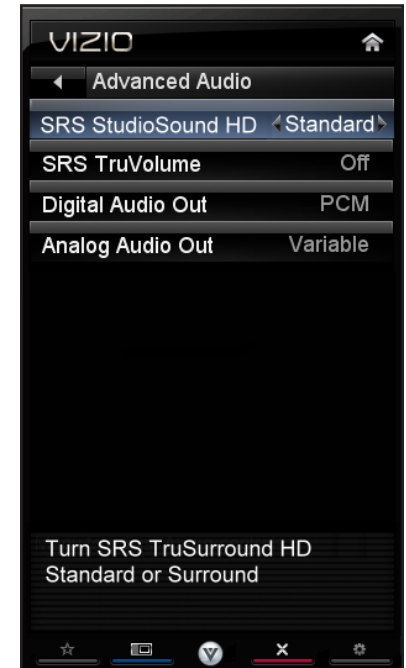 VIZIO
Advanced Audio
SRS StudioSound HD Standard
SRS TruVolume Off
Digital Audio Out PCM
Analog Audio Out Variable
Turn SRS TruSurround HD
Standard or Surround
V